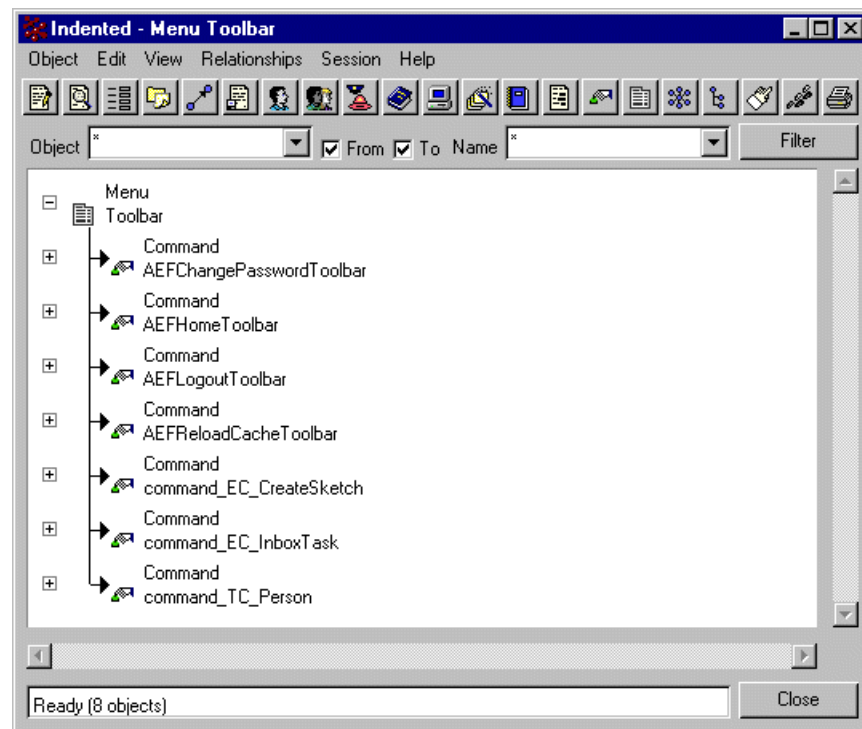 Indented - Menu Toolbar
Object Edit View Relationships Session Help
Object * From To Name * Filter
Menu
Toolbar
Command
AEFChangePasswordToolbar
Command
AEFHomeToolbar
Command
AEFLogoutToolbar
Command
AEFReloadCacheToolbar
Command
command_EC_CreateSketch
Command
command_EC_InboxTask
Command
command_TC_Person
Ready (8 objects) Close